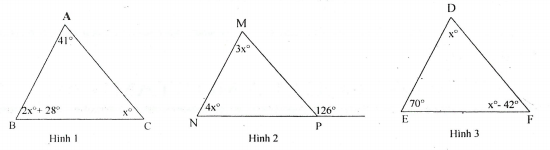 A
41°
2x°+ 28°
x°
B
C
Hình 1
M
3x°
4x°
126°
N
P
Hình 2
D
x°
70°
x°- 42°
E
F
Hình 3